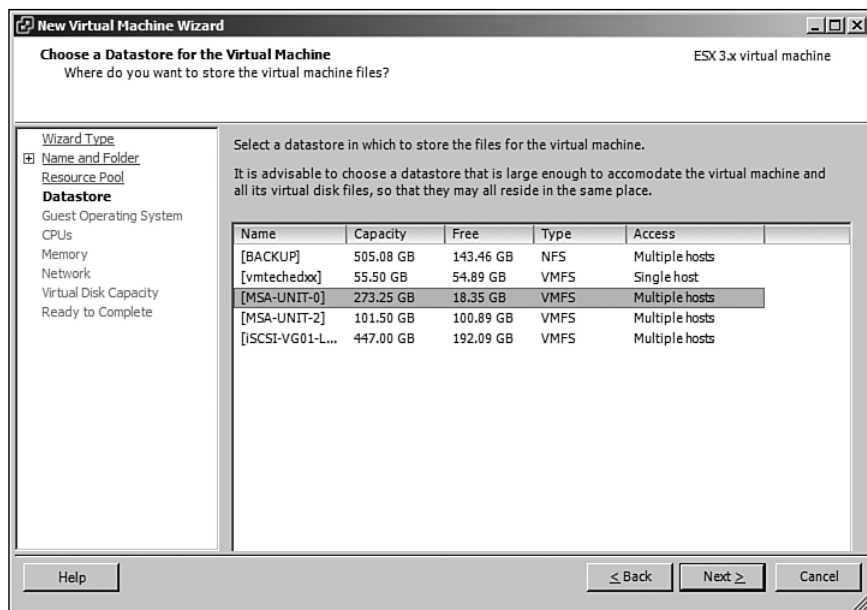 New Virtual Machine Wizard
Choose a Datastore for the Virtual Machine
Where do you want to store the virtual machine files?
ESX 3.x virtual machine
Wizard Type
Name and Folder
Resource Pool
Datastore
Guest Operating System
CPUs
Memory
Network
Virtual Disk Capacity
Ready to Complete
Select a datastore in which to store the files for the virtual machine.
It is advisable to choose a datastore that is large enough to accomodate the virtual machine and
all its virtual disk files, so that they may all reside in the same place.
Name Capacity Free Type Access
[BACKUP] 505.08 GB 143.46 GB NFS Multiple hosts
[vmtechedxx] 55.50 GB 54.89 GB VMFS Single host
[MSA-UNIT-0] 273.25 GB 18.35 GB VMFS Multiple hosts
[MSA-UNIT-2] 101.50 GB 100.89 GB VMFS Multiple hosts
[iSCSI-VG01-L... 447.00 GB 192.09 GB VMFS Multiple hosts
Help
< Back
Next >
Cancel